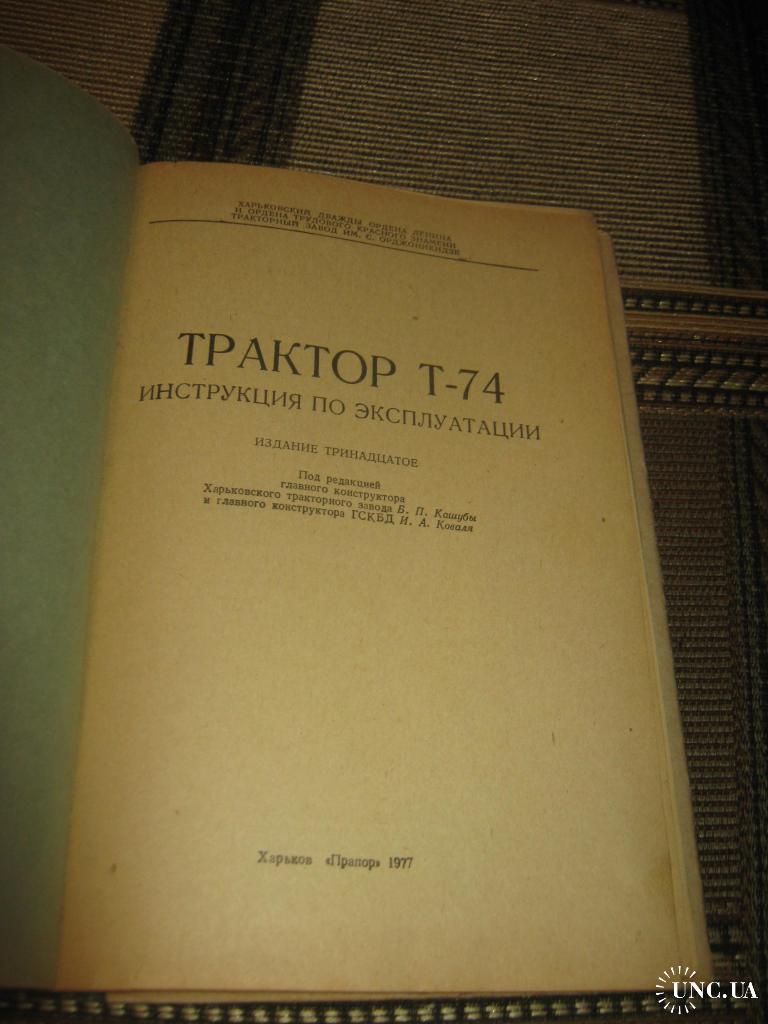 ХАРЬКОВСКИЙ ДВАЖДЫ ОРДЕНА ЛЕНИНА
И ОРДЕНА ТРУДОВОГО КРАСНОГО ЗНАМЕНИ
ТРАКТОРНЫЙ ЗАВОД ИМ. С. ОРДЖОНИКИДЗЕ
ТРАКТОР Т-74
ИНСТРУКЦИЯ ПО ЭКСПЛУАТАЦИИ
ИЗДАНИЕ ТРИНАДЦАТОЕ
Под редакцией
главного конструктора
Харьковского тракторного завода Б. П. Кашубы
и главного конструктора ГСКБД И. А. Коваля
Харьков «Прапор» 1977
UNC.UA